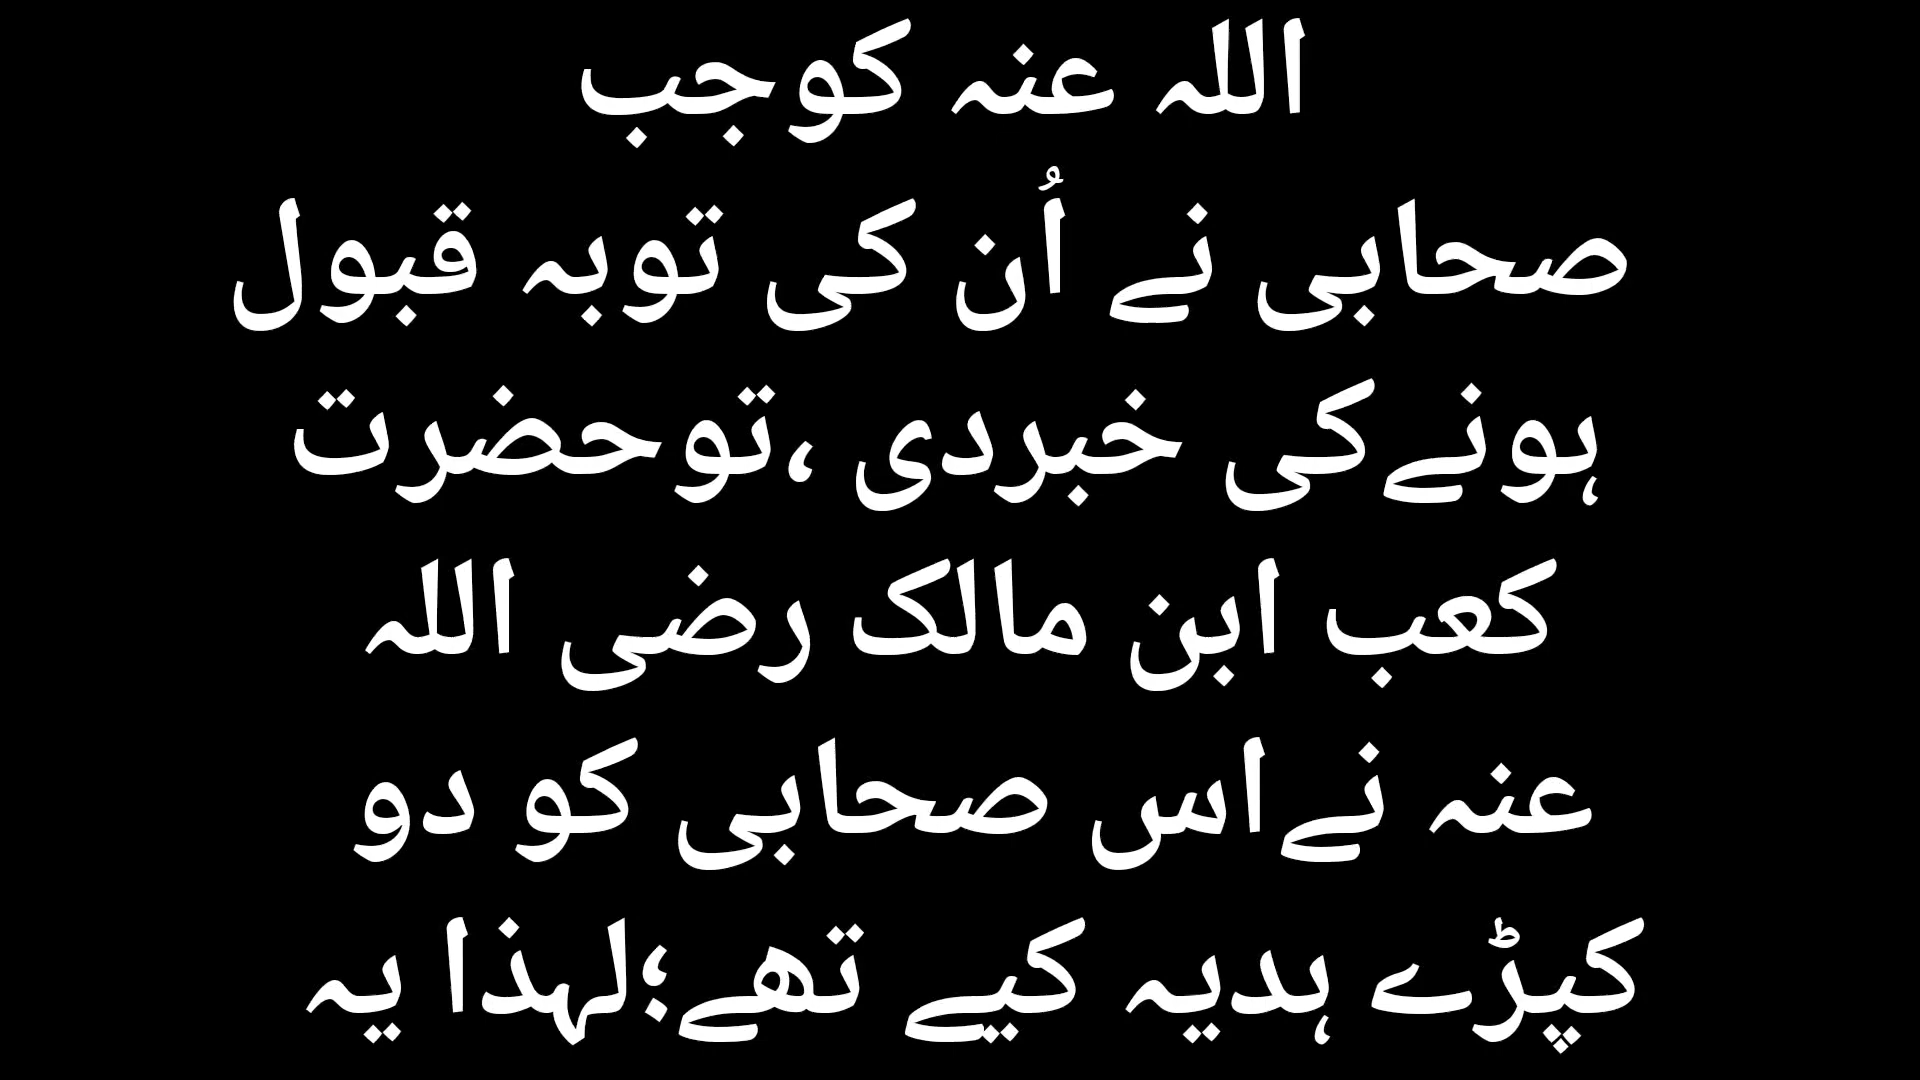 اللہ عنہ کوجب
صحابی نے اُن کی توبہ قبول
ہونےکی خبردی ،توحضرت
کعب ابن مالک رضی اللہ
عنہ نےاس صحابی کو دو
کپڑے ہدیہ کیے تھے؛لہذا یہ